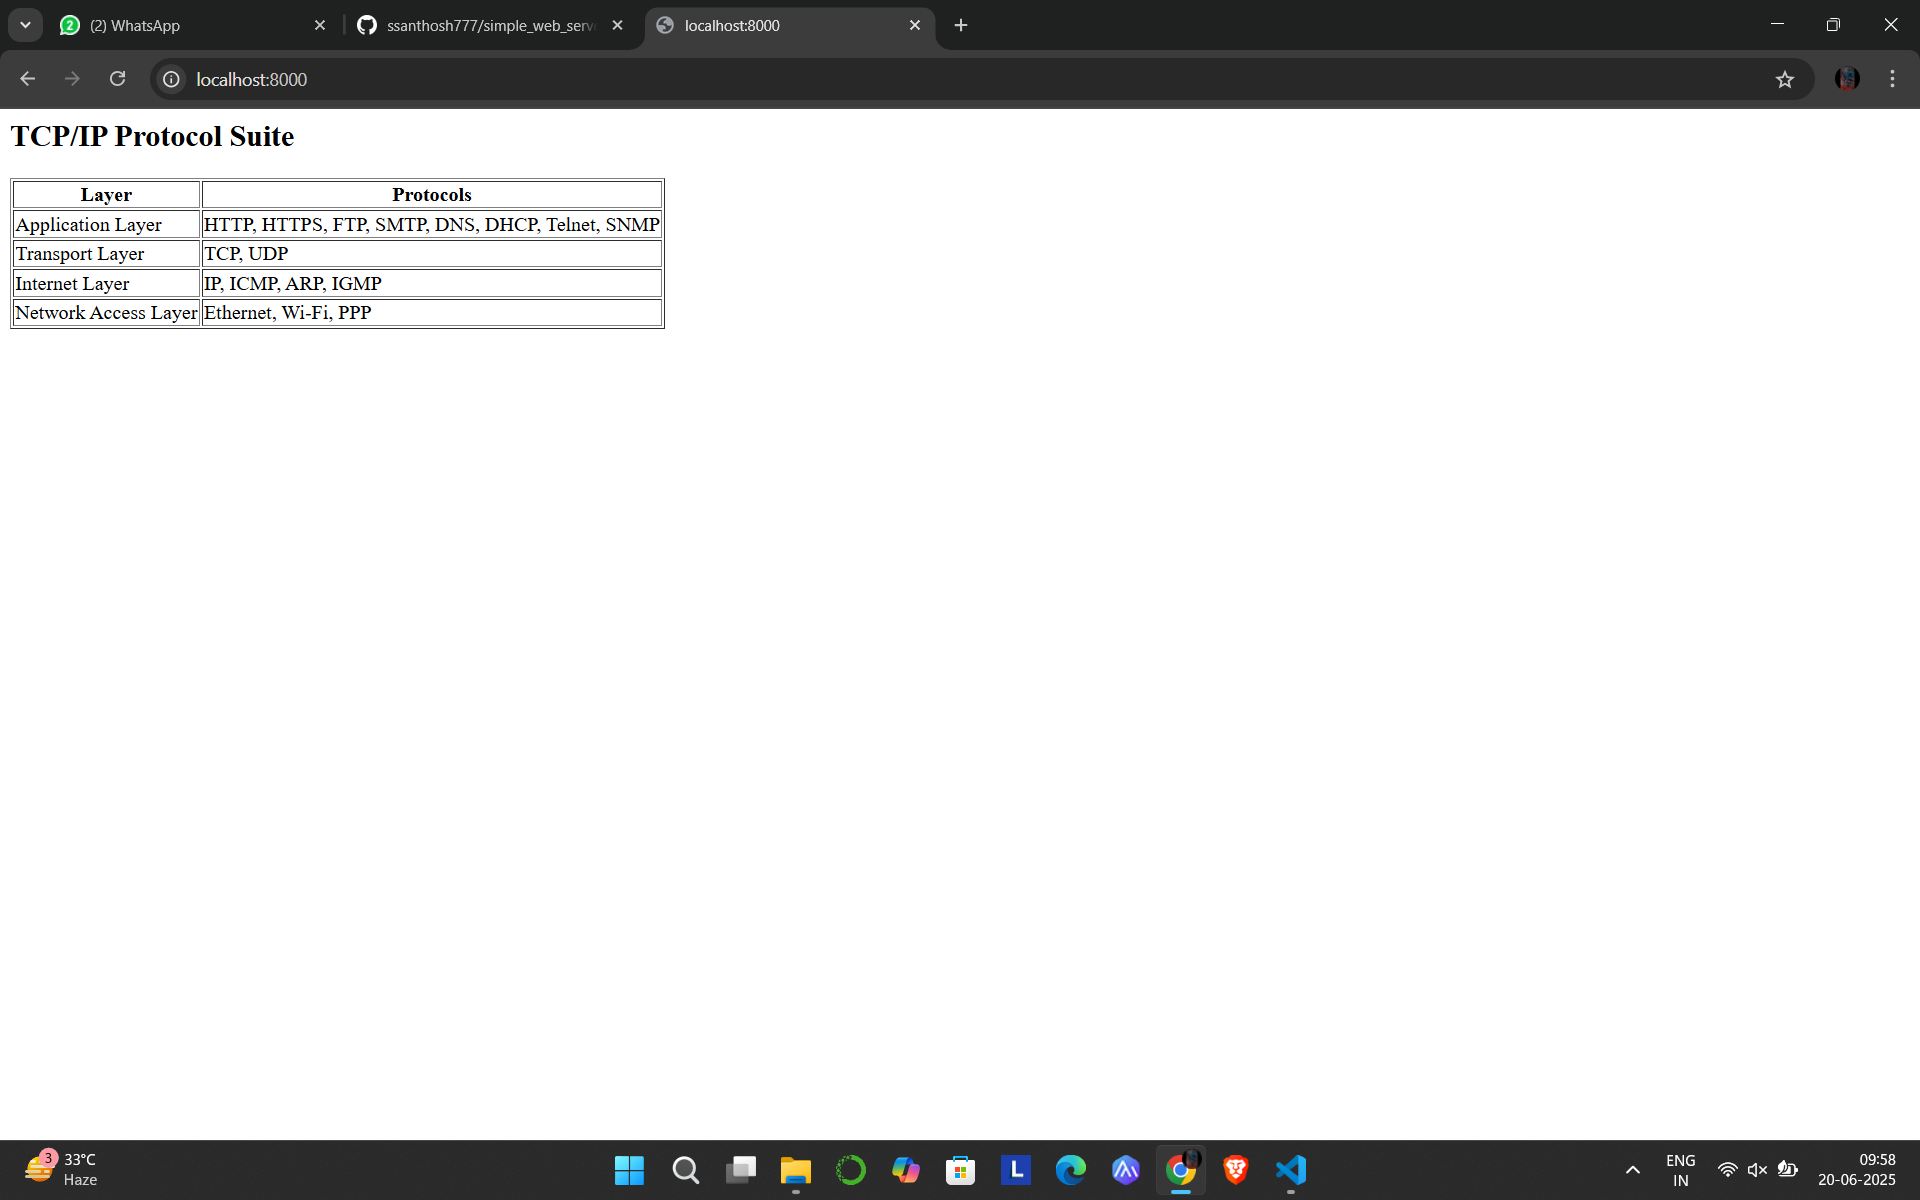 (2) WhatsApp
ssanthosh777/simple_web_serv
localhost:8000
localhost:8000
TCP/IP Protocol Suite
Layer Protocols
Application Layer HTTP, HTTPS, FTP, SMTP, DNS, DHCP, Telnet, SNMP
Transport Layer TCP, UDP
Internet Layer IP, ICMP, ARP, IGMP
Network Access Layer Ethernet, Wi-Fi, PPP
3
33°C
Haze
L
ENG
IN
09:58
20-06-2025